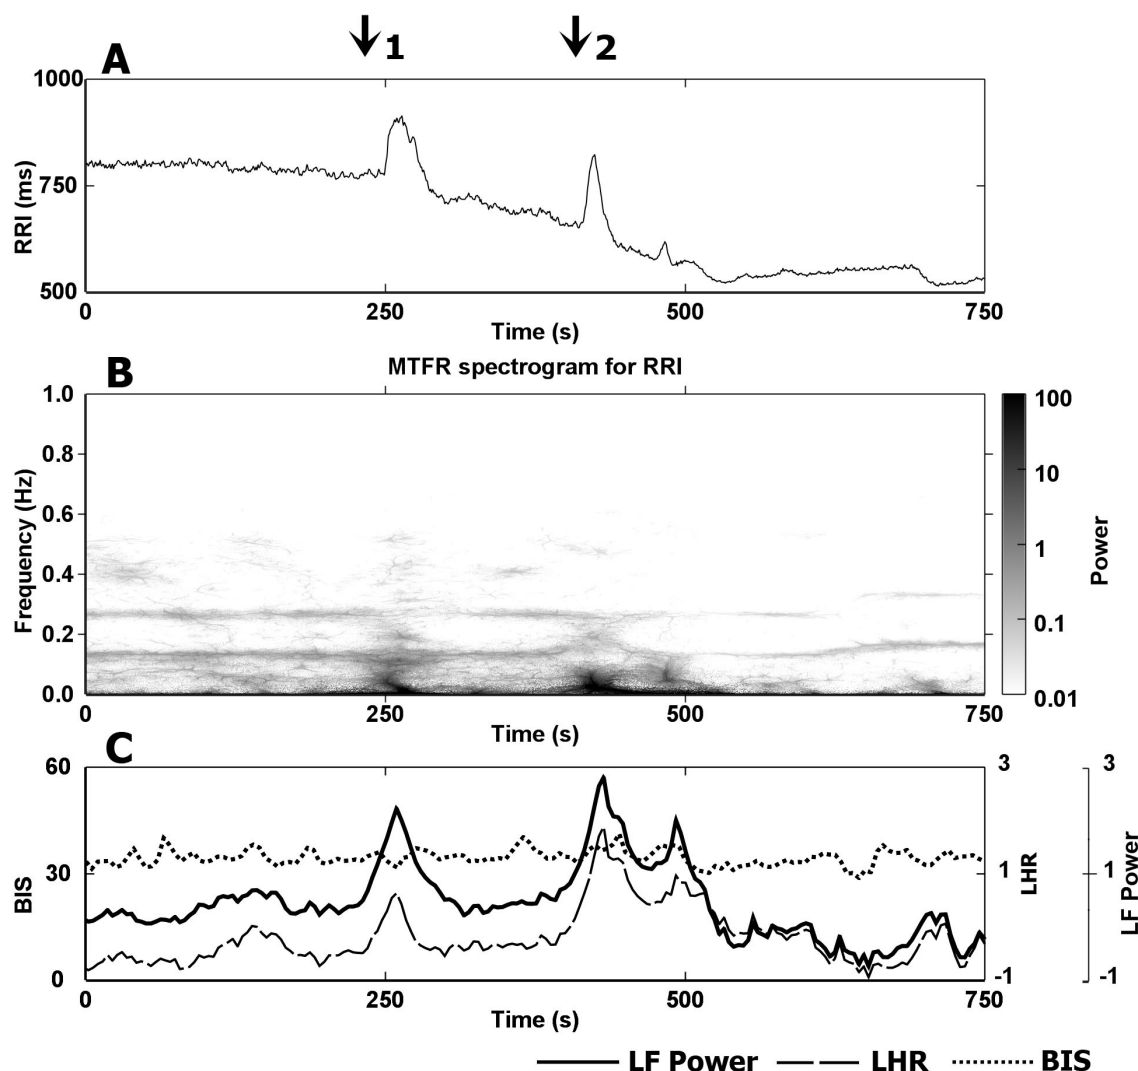 1 2
A
1000
750
500
RRI (ms)
0 250 500 750
Time (s)
B MTFR spectrogram for RRI
1.0
0.8
0.6
0.4
0.2
0.0
Frequency (Hz)
0 250 500 750
Time (s)
100
10
1
0.1
0.01
Power
C
60
30
0
BIS
0 250 500 750
Time (s)
3
1
-1
LHR
3
1
-1
LF Power
LF Power LHR BIS